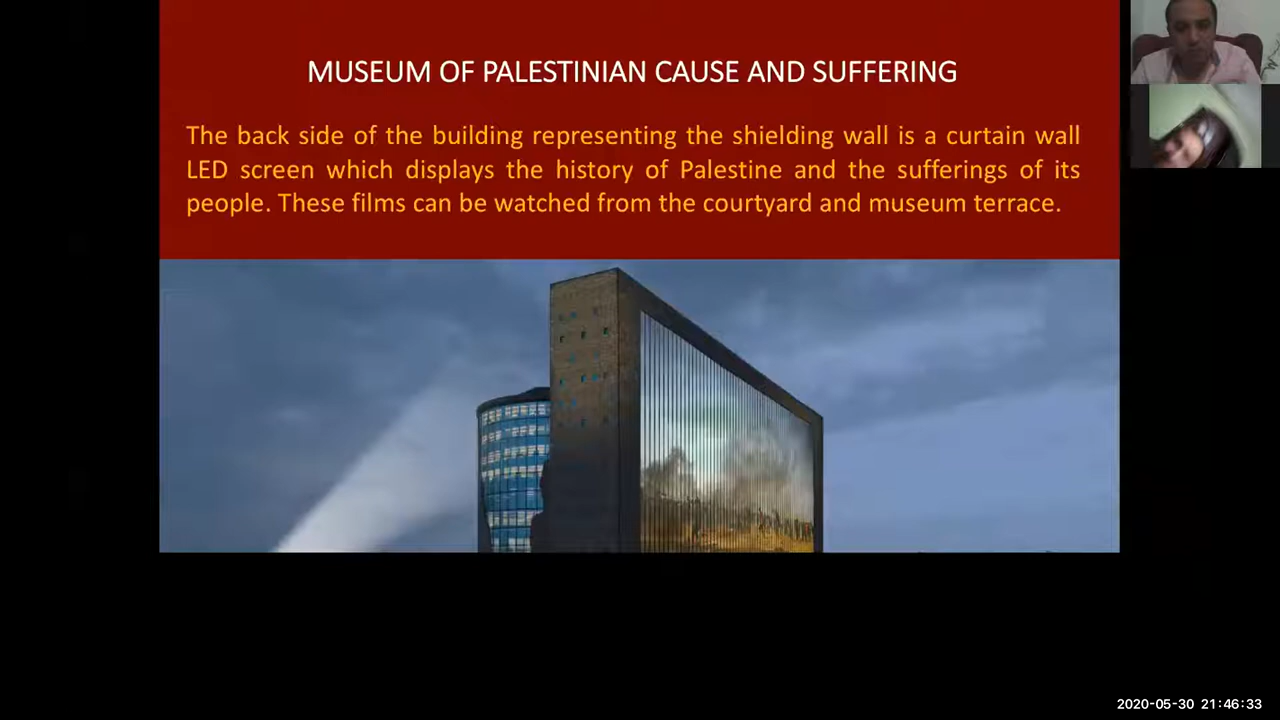 MUSEUM OF PALESTINIAN CAUSE AND SUFFERING
The back side of the building representing the shielding wall is a curtain wall
LED screen which displays the history of Palestine and the sufferings of its
people. These films can be watched from the courtyard and museum terrace.
2020-05-30 21:46:33